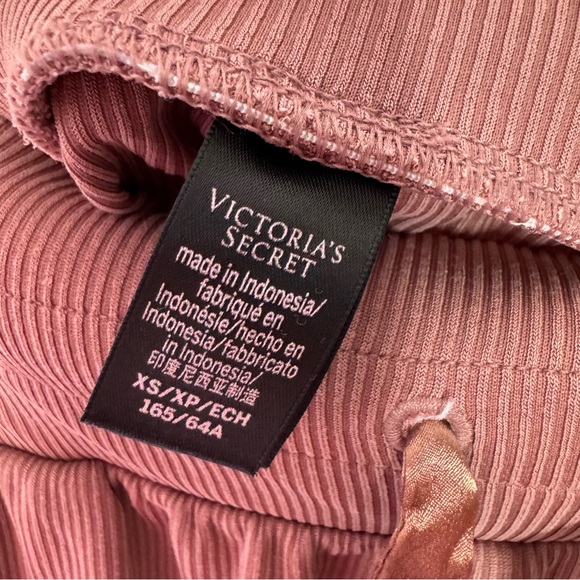 VICTORIA'S
SECRET
made in Indonesia/
fabriqué en
Indonésie/hecho en
Indonesia/fabbricato
in Indonesia/
印度尼西亚制造
XS/XP/ECH
165/64A